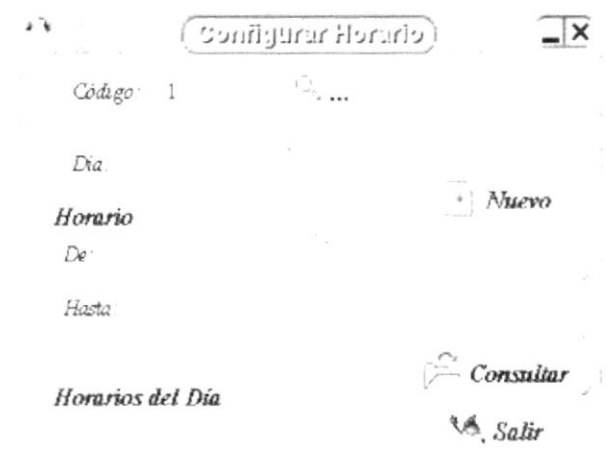 Configurar Horario
Código: 1 ...
Día:
Nuevo
Horario
De:
Hasta:
Consultar
Horarios del Día
Salir